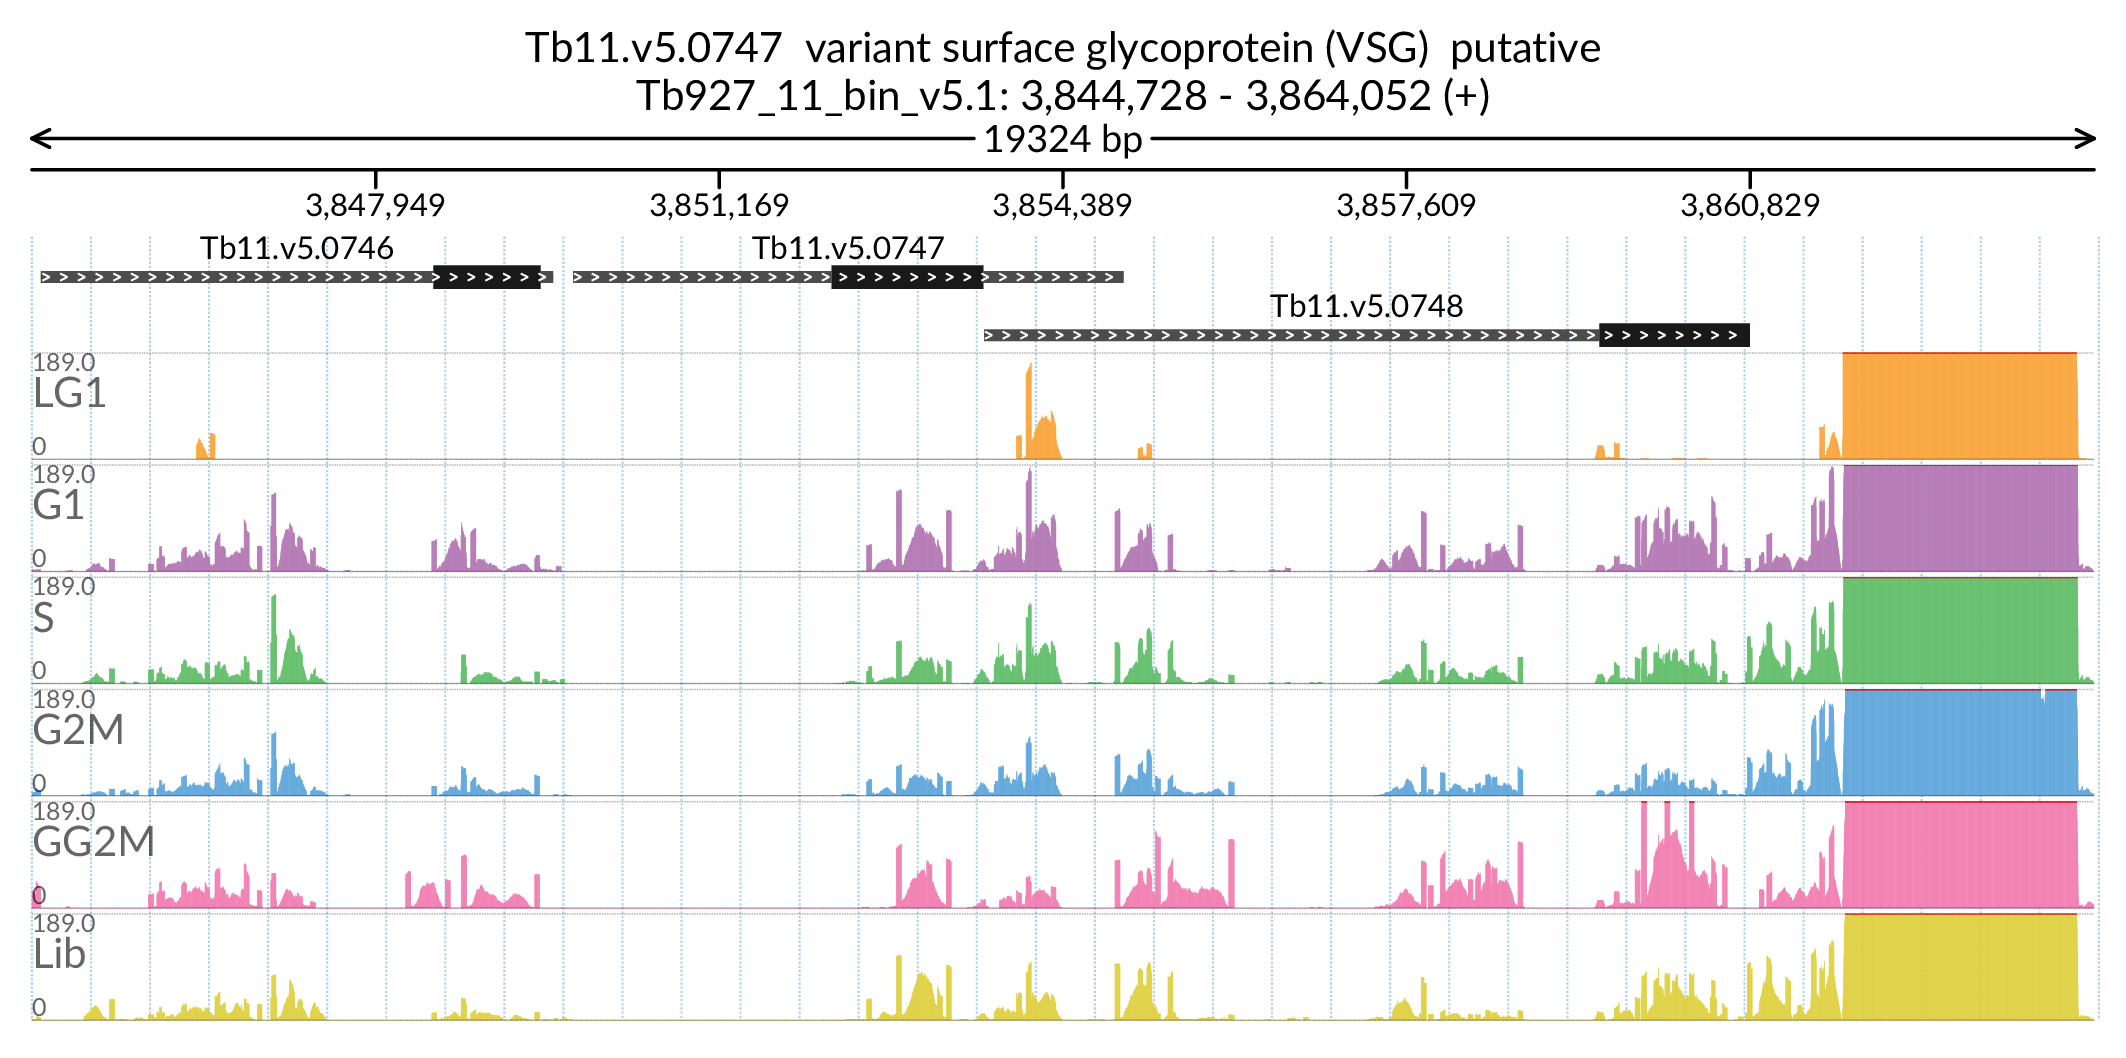 Tb11.v5.0747  variant surface glycoprotein (VSG)  putative
Tb927_11_bin_v5.1: 3,844,728 - 3,864,052 (+)
19324 bp
3,847,949 3,851,169 3,854,389 3,857,609 3,860,829
Tb11.v5.0746 Tb11.v5.0747
Tb11.v5.0748
189.0
LG1
0
189.0
G1
0
189.0
S
0
189.0
G2M
0
189.0
GG2M
0
189.0
Lib
0